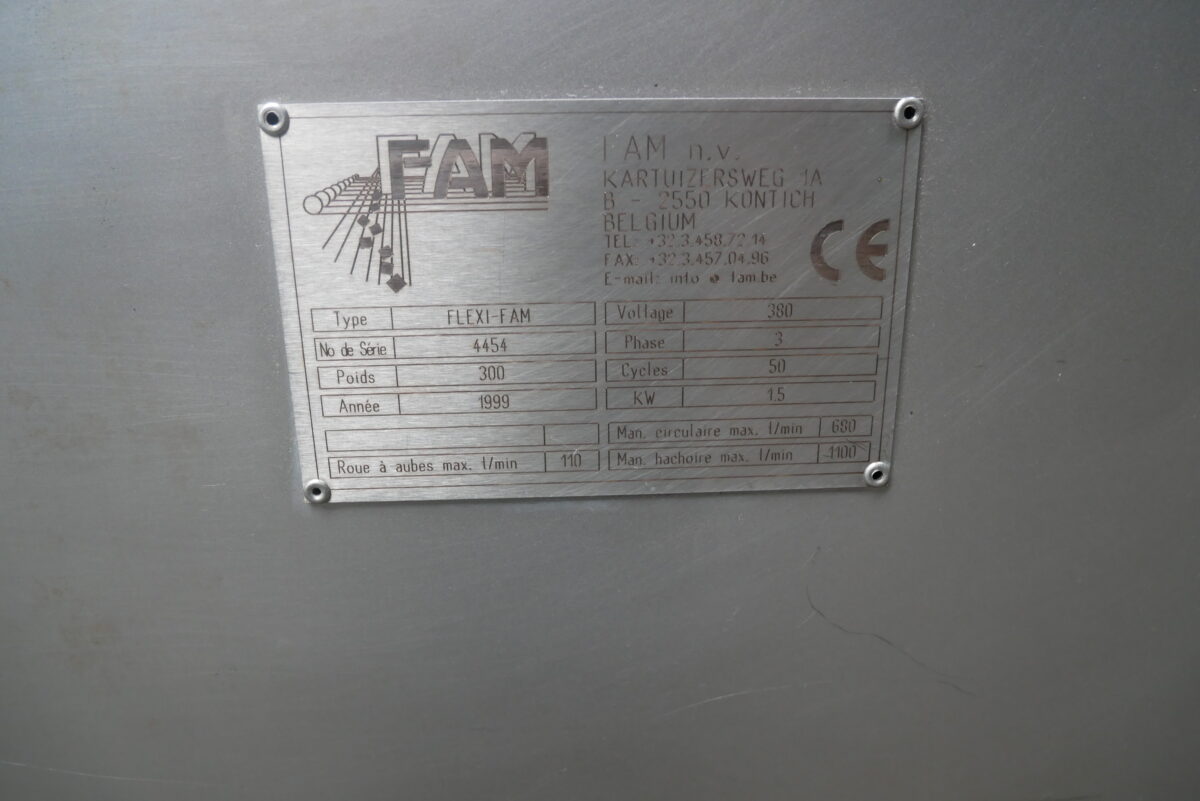 FAM
FAM n.v.
KARTUIZERSWEG 1A
B - 2550 KONTICH
BELGIUM
TEL: +32.3.458.72.14
FAX: +32.3.457.04.96
E-mail: info @ fam.be
CE
Type FLEXI-FAM
No de Série 4454
Poids 300
Année 1999
Roue à aubes max. t/min 110
Voltage 380
Phase 3
Cycles 50
KW 1.5
Man. circulaire max. t/min 680
Man. hachoire max. t/min 1100